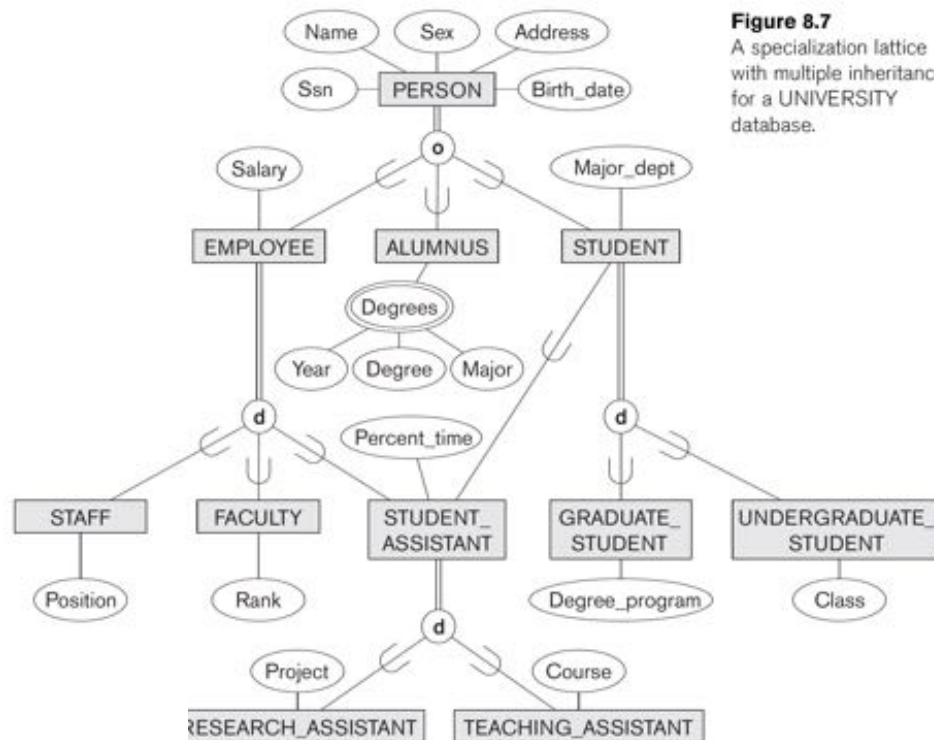 Figure 8.7
A specialization lattice
with multiple inheritanc
for a UNIVERSITY
database.
Name
Sex
Address
Ssn
PERSON
Birth_date
o
Salary
Major_dept
EMPLOYEE
ALUMNUS
STUDENT
Degrees
Year
Degree
Major
d
d
Percent_time
STAFF
FACULTY
STUDENT_
ASSISTANT
GRADUATE_
STUDENT
UNDERGRADUATE_
STUDENT
Position
Rank
Degree_program
Class
d
Project
Course
RESEARCH_ASSISTANT
TEACHING_ASSISTANT